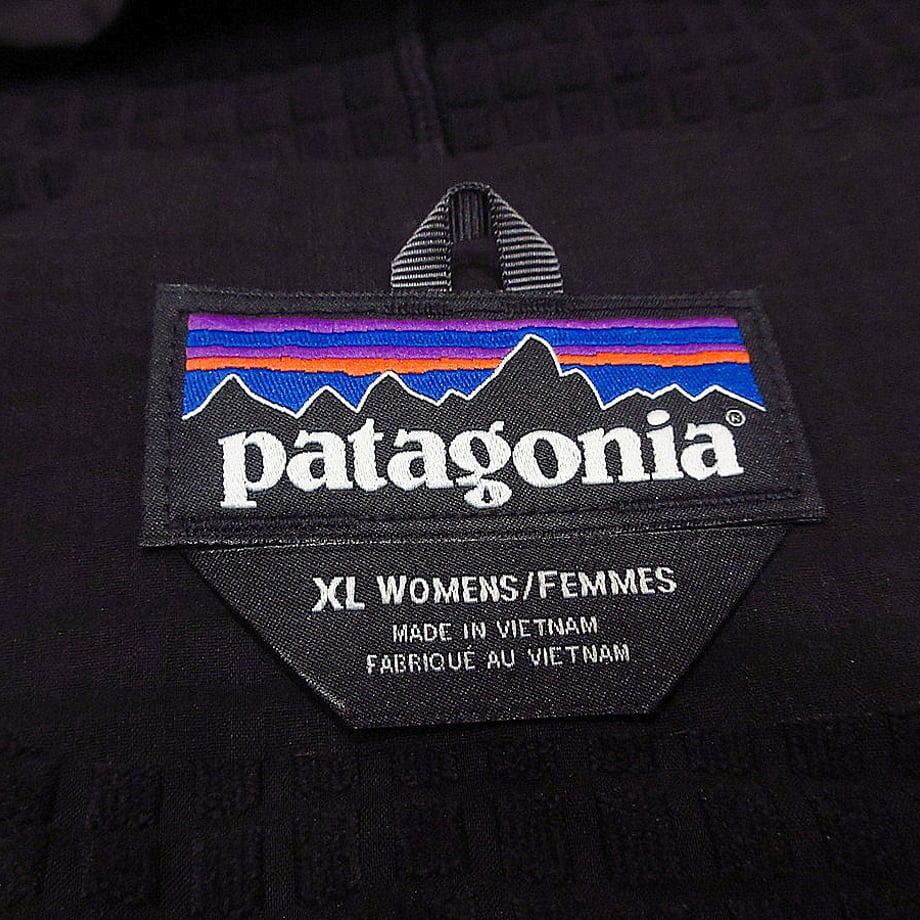 patagonia®
XL WOMENS/FEMMES
MADE IN VIETNAM
FABRIQUÉ AU VIETNAM